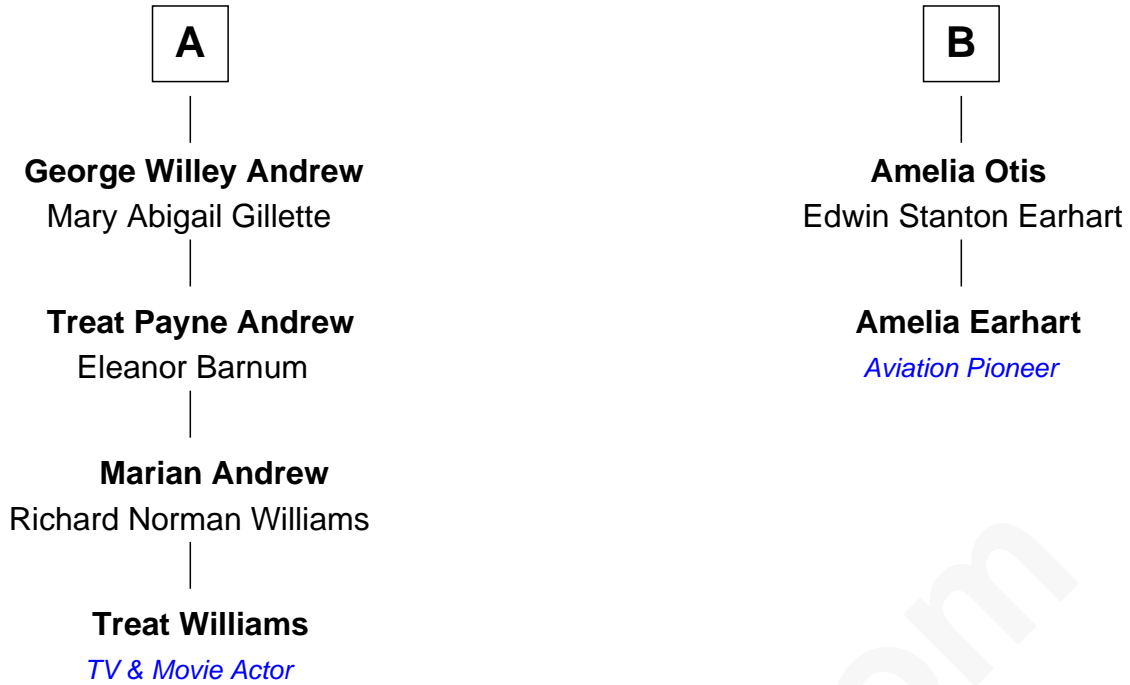 A
George Willey Andrew
Mary Abigail Gillette
Treat Payne Andrew
Eleanor Barnum
Marian Andrew
Richard Norman Williams
Treat Williams
TV & Movie Actor
B
Amelia Otis
Edwin Stanton Earhart
Amelia Earhart
Aviation Pioneer
om